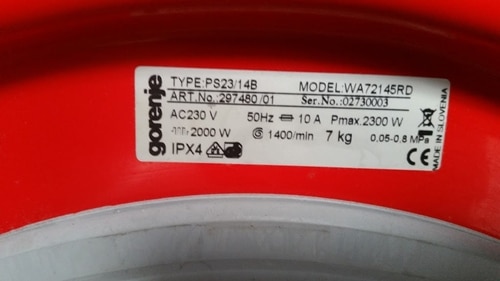 gorenje
TYPE:PS23/14B MODEL:WA72145RD
ART.No.:297480/01 Ser.No.: 02730003
AC230 V 50Hz 10 A Pmax.2300 W
2000 W 1400/min 7 kg 0.05-0.8 MPa
IPX4 CE
MADE IN SLOVENIA